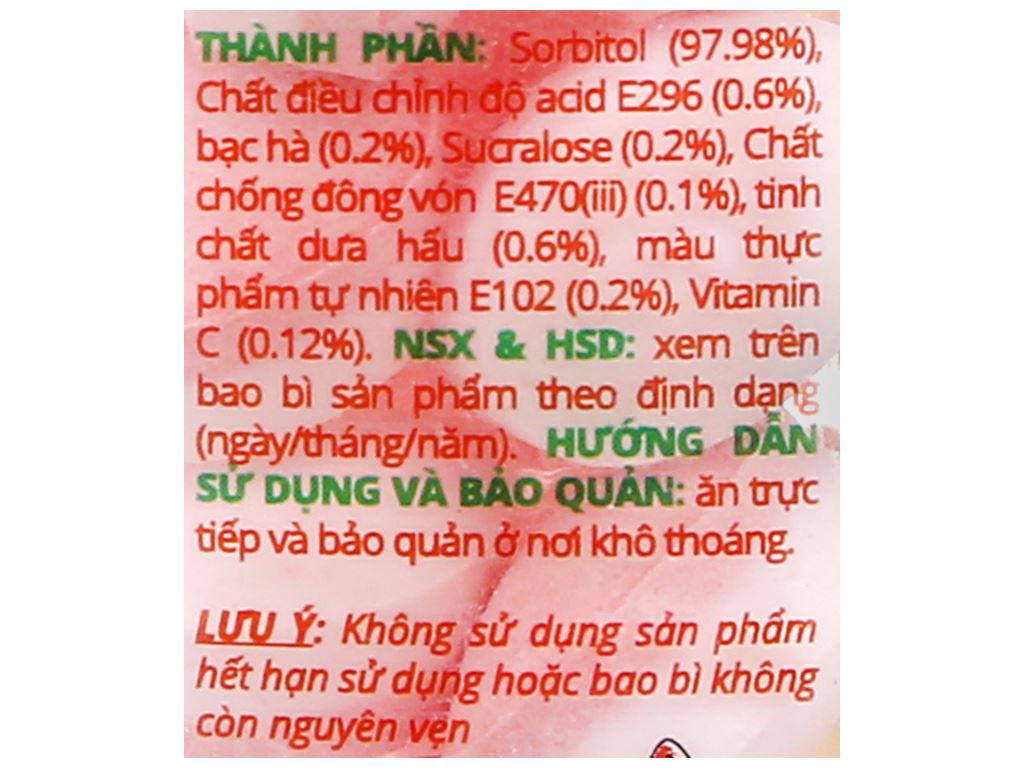 THÀNH PHẦN: Sorbitol (97.98%),
Chất điều chỉnh độ acid E296 (0.6%),
bạc hà (0.2%), Sucralose (0.2%), Chất
chống đông vón E470(iii) (0.1%), tinh
chất dưa hấu (0.6%), màu thực
phẩm tự nhiên E102 (0.2%), Vitamin
C (0.12%). NSX & HSD: xem trên
bao bì sản phẩm theo định dạng
(ngày/tháng/năm). HƯỚNG DẪN
SỬ DỤNG VÀ BẢO QUẢN: ăn trực
tiếp và bảo quản ở nơi khô thoáng.
LƯU Ý: Không sử dụng sản phẩm
hết hạn sử dụng hoặc bao bì không
còn nguyên vẹn